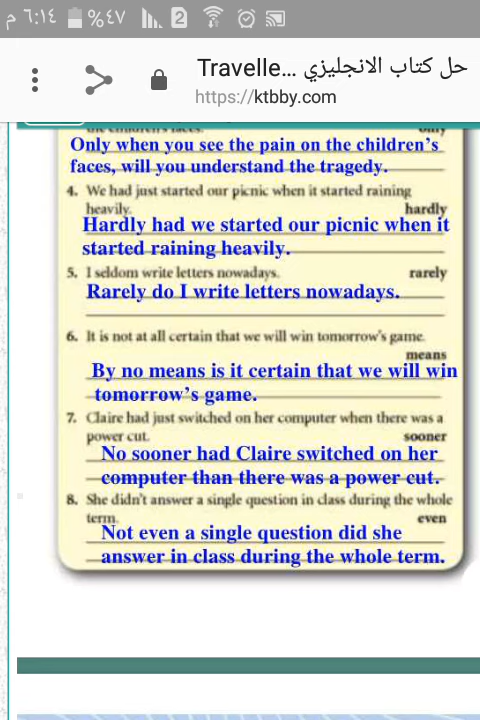 ٦:١٤ م %٤٧ 2
Travelle... حل كتاب الانجليزي
https://ktbby.com
the children's faces. only
Only when you see the pain on the children's
faces, will you understand the tragedy.
4. We had just started our picnic when it started raining
heavily. hardly
Hardly had we started our picnic when it
started raining heavily.
5. I seldom write letters nowadays. rarely
Rarely do I write letters nowadays.
6. It is not at all certain that we will win tomorrow's game.
means
By no means is it certain that we will win
tomorrow's game.
7. Claire had just switched on her computer when there was a
power cut. sooner
No sooner had Claire switched on her
computer than there was a power cut.
8. She didn't answer a single question in class during the whole
term. even
Not even a single question did she
answer in class during the whole term.